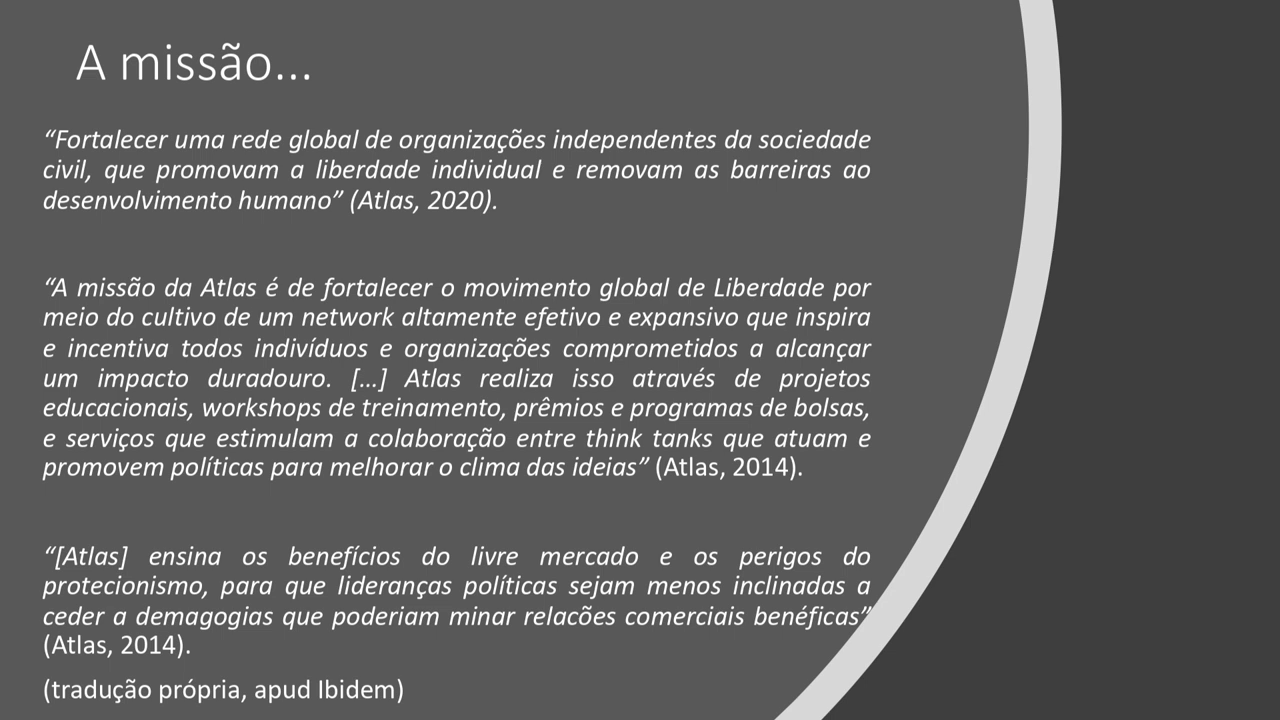 A missão...
“Fortalecer uma rede global de organizações independentes da sociedade
civil, que promovam a liberdade individual e removam as barreiras ao
desenvolvimento humano” (Atlas, 2020).
“A missão da Atlas é de fortalecer o movimento global de Liberdade por
meio do cultivo de um network altamente efetivo e expansivo que inspira
e incentiva todos indivíduos e organizações comprometidos a alcançar
um impacto duradouro. [...] Atlas realiza isso através de projetos
educacionais, workshops de treinamento, prêmios e programas de bolsas,
e serviços que estimulam a colaboração entre think tanks que atuam e
promovem políticas para melhorar o clima das ideias” (Atlas, 2014).
“[Atlas] ensina os benefícios do livre mercado e os perigos do
protecionismo, para que lideranças políticas sejam menos inclinadas a
ceder a demagogias que poderiam minar relacões comerciais benéficas”
(Atlas, 2014).
(tradução própria, apud Ibidem)